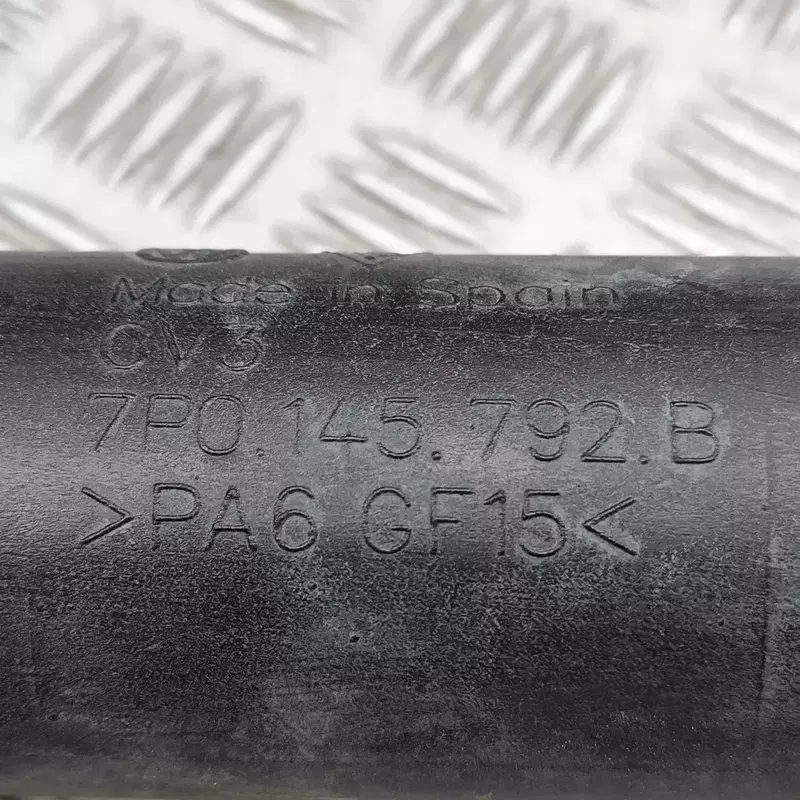 Made in Spain
CV3
7P0.145.792.B
>PA6 GF15<